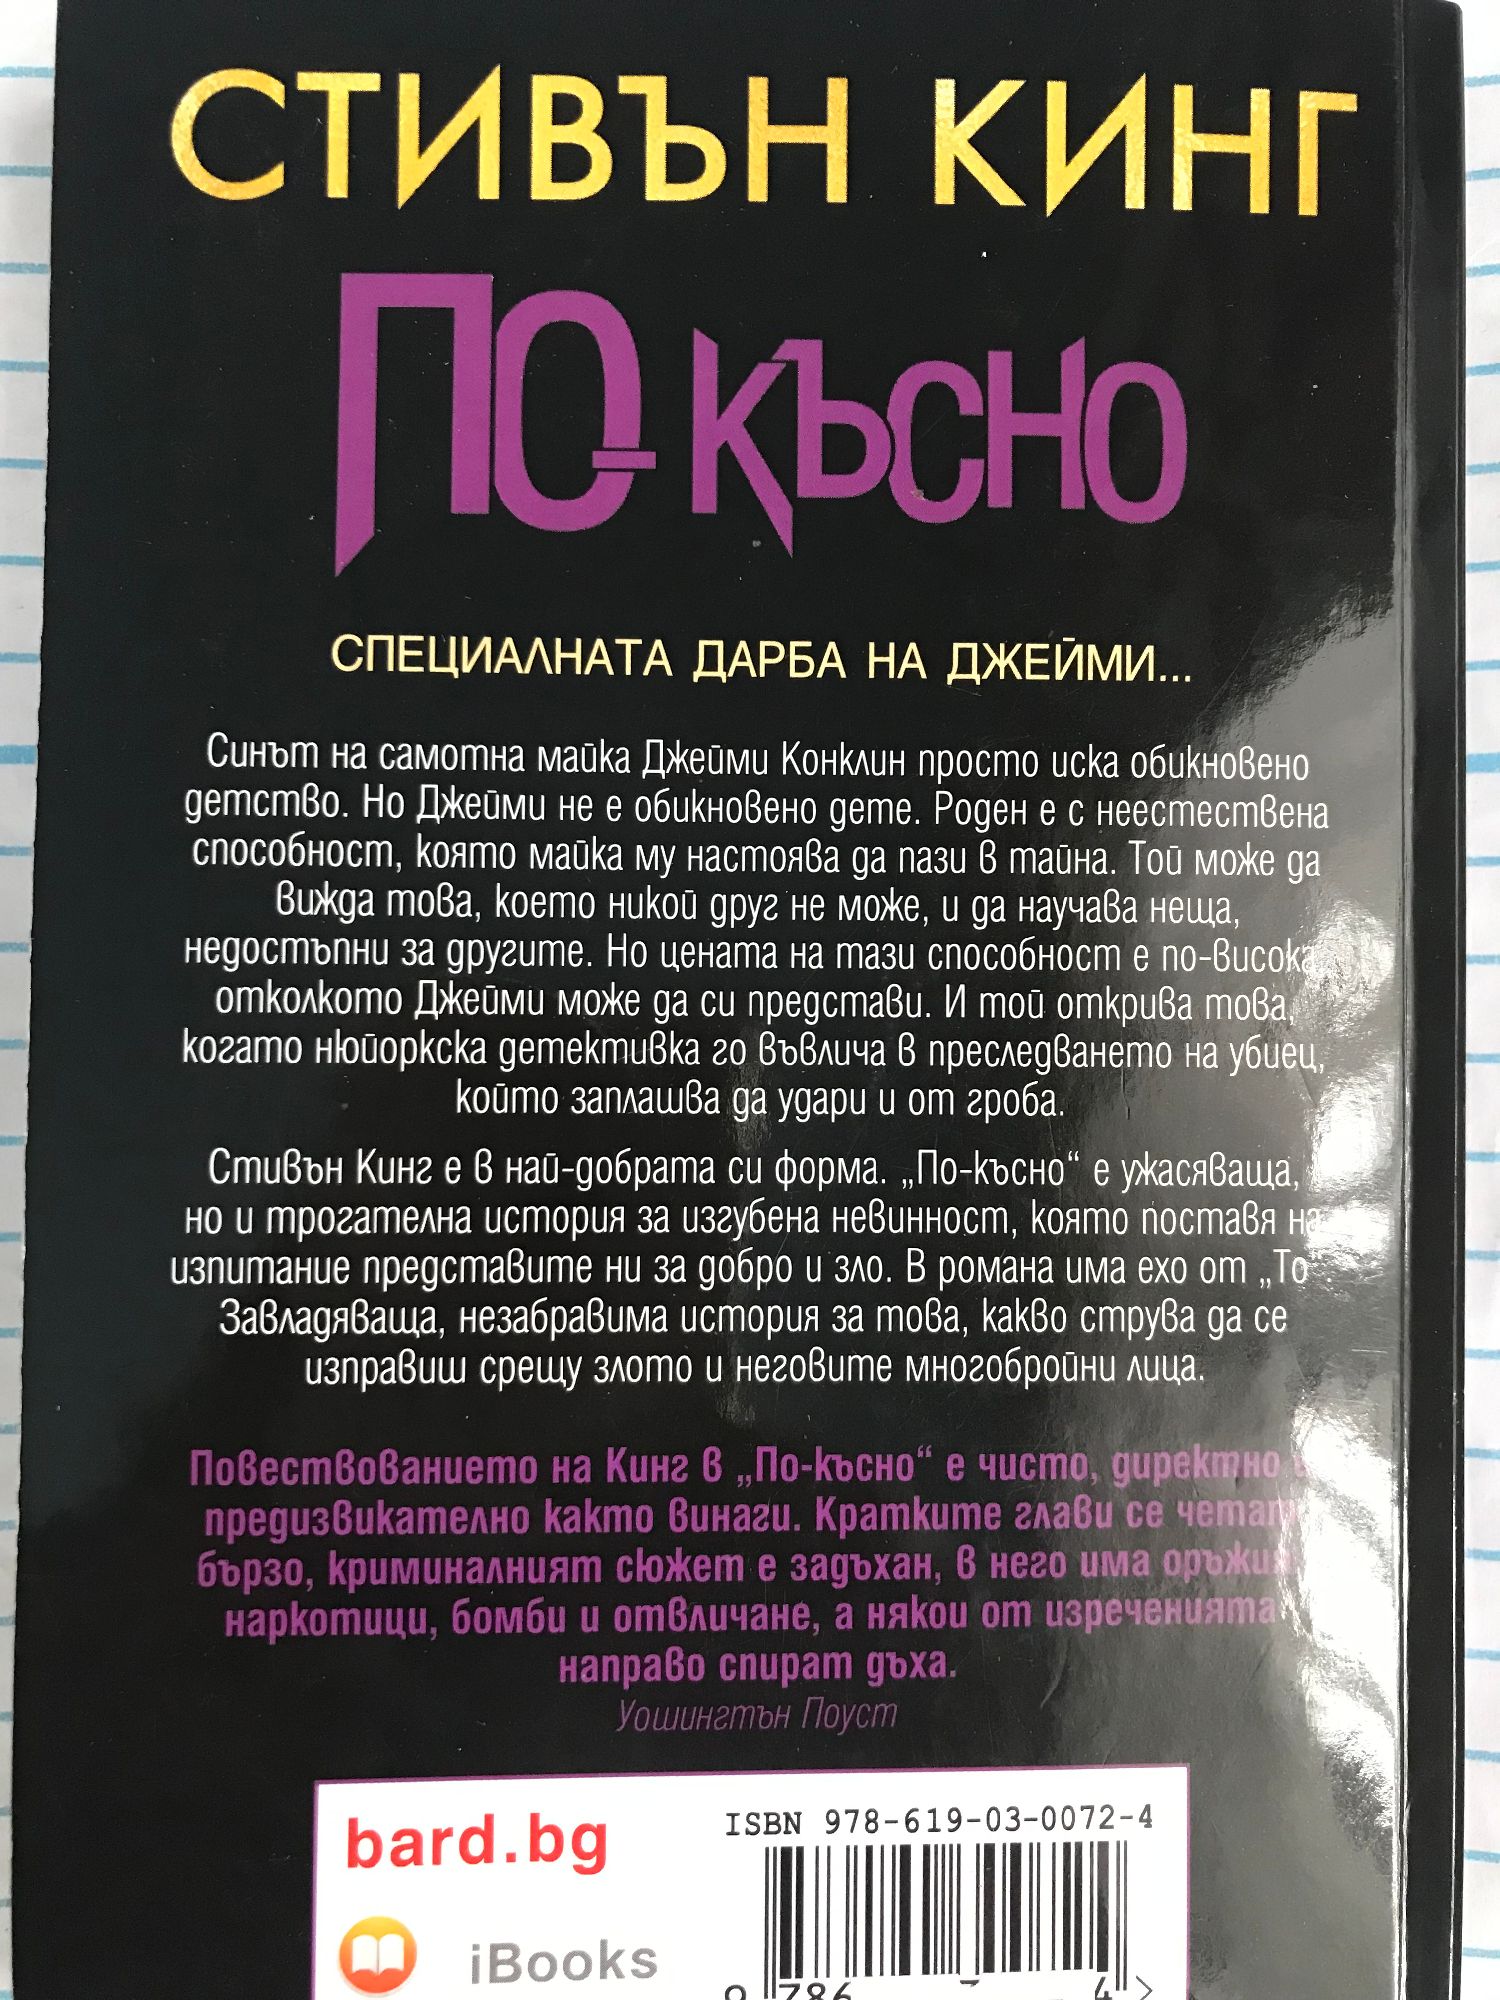 СТИВЪН КИНГ
ПО-КЪСНО
СПЕЦИАЛНАТА ДАРБА НА ДЖЕЙМИ...
Синът на самотна майка Джейми Конклин просто иска обикновено
детство. Но Джейми не е обикновено дете. Роден е с неестествена
способност, която майка му настоява да пази в тайна. Той може да
вижда това, което никой друг не може, и да научава неща,
недостъпни за другите. Но цената на тази способност е по-висока,
отколкото Джейми може да си представи. И той открива това,
когато нюйоркска детективка го въвлича в преследването на убиец,
който заплашва да удари и от гроба.
Стивън Кинг е в най-добрата си форма. „По-късно“ е ужасяваща,
но и трогателна история за изгубена невинност, която поставя на
изпитание представите ни за добро и зло. В романа има ехо от „То“.
Завладяваща, незабравима история за това, какво струва да се
изправиш срещу злото и неговите многобройни лица.
Повествованието на Кинг в „По-късно“ е чисто, директно и
предизвикателно както винаги. Кратките глави се четат
бързо, криминалният сюжет е задъхан, в него има оръжия,
наркотици, бомби и отвличане, а някои от изреченията
направо спират дъха.
Уошингтън Поуст
bard.bg
ISBN 978-619-03-0072-4
iBooks